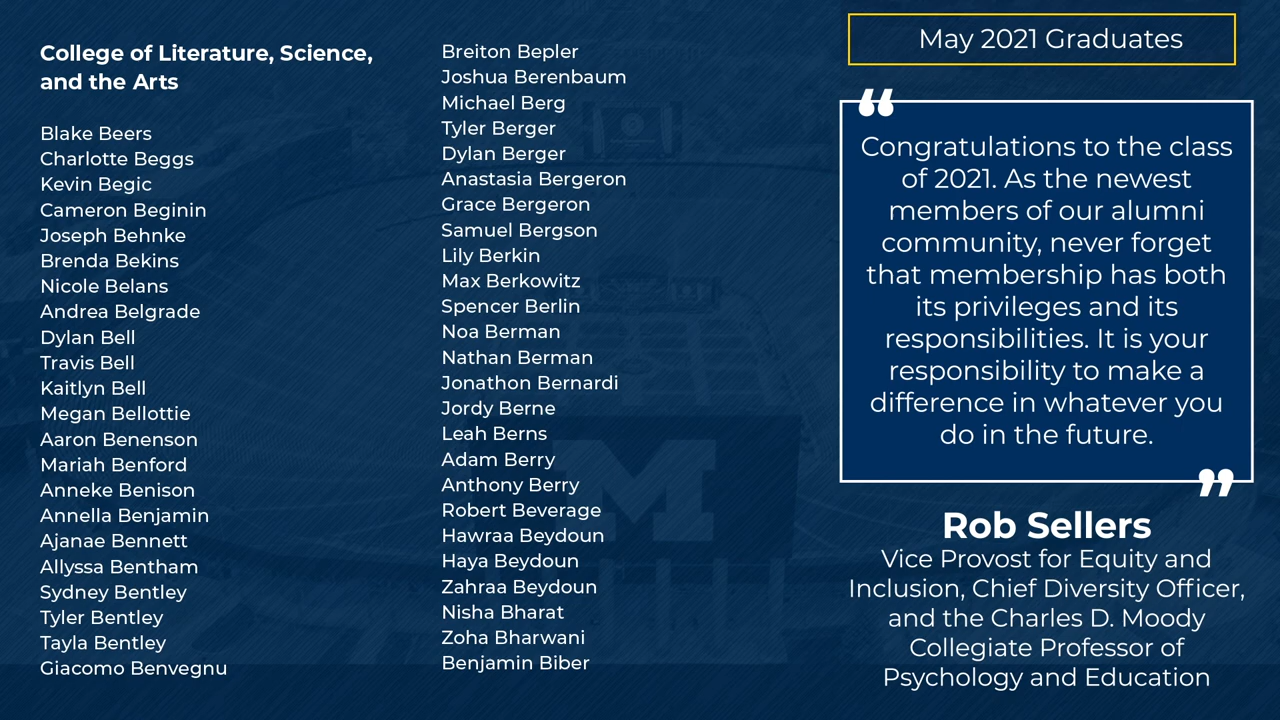 College of Literature, Science,
and the Arts
Blake Beers
Charlotte Beggs
Kevin Begic
Cameron Beginin
Joseph Behnke
Brenda Bekins
Nicole Belans
Andrea Belgrade
Dylan Bell
Travis Bell
Kaitlyn Bell
Megan Bellottie
Aaron Benenson
Mariah Benford
Anneke Benison
Annella Benjamin
Ajanae Bennett
Allyssa Bentham
Sydney Bentley
Tyler Bentley
Tayla Bentley
Giacomo Benvegnu
Breiton Bepler
Joshua Berenbaum
Michael Berg
Tyler Berger
Dylan Berger
Anastasia Bergeron
Grace Bergeron
Samuel Bergson
Lily Berkin
Max Berkowitz
Spencer Berlin
Noa Berman
Nathan Berman
Jonathon Bernardi
Jordy Berne
Leah Berns
Adam Berry
Anthony Berry
Robert Beverage
Hawraa Beydoun
Haya Beydoun
Zahraa Beydoun
Nisha Bharat
Zoha Bharwani
Benjamin Biber
May 2021 Graduates
“
Congratulations to the class
of 2021. As the newest
members of our alumni
community, never forget
that membership has both
its privileges and its
responsibilities. It is your
responsibility to make a
difference in whatever you
do in the future.
”
Rob Sellers
Vice Provost for Equity and
Inclusion, Chief Diversity Officer,
and the Charles D. Moody
Collegiate Professor of
Psychology and Education
M